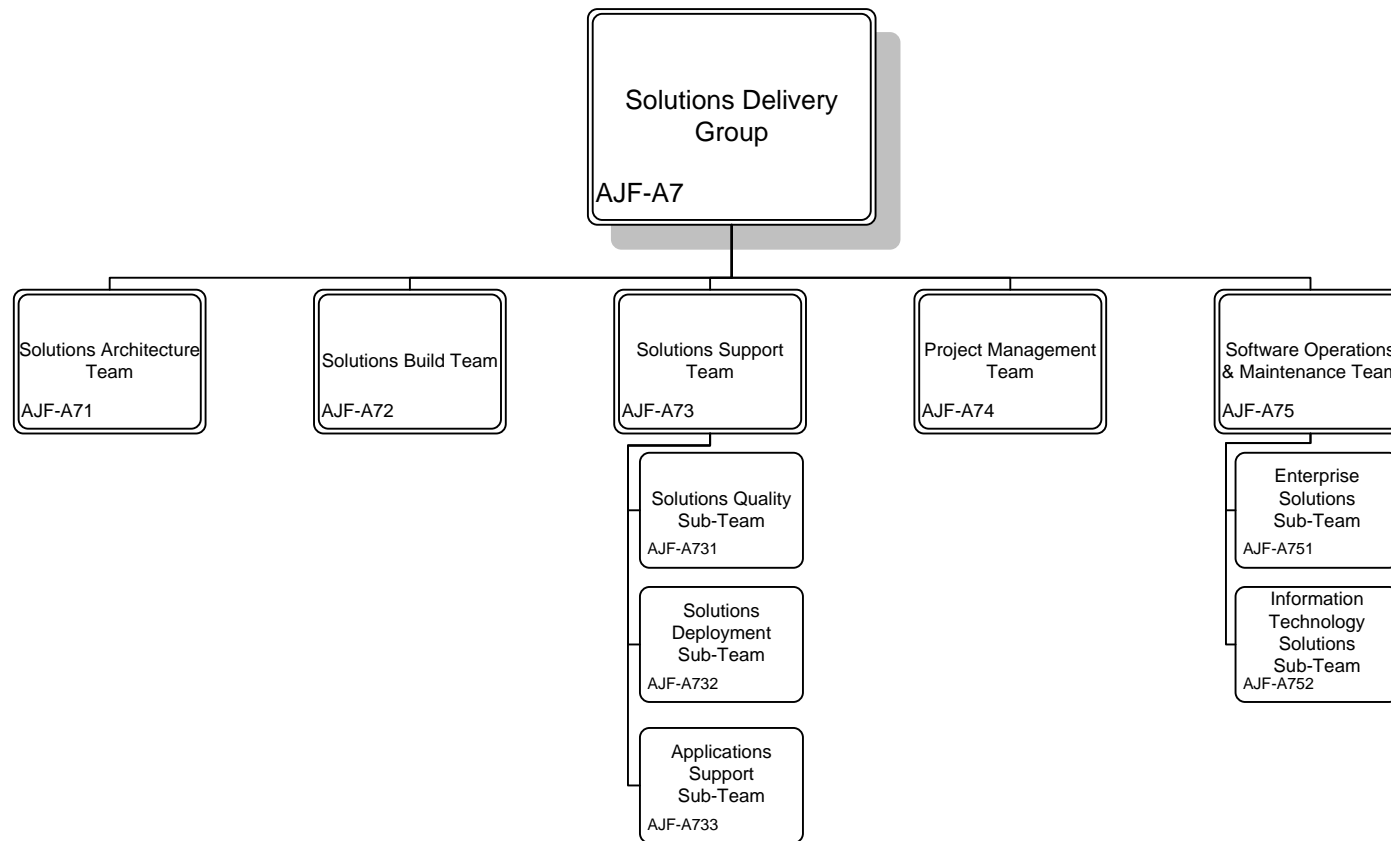 Solutions Delivery
Group
AJF-A7
Solutions Architecture
Team
AJF-A71
Solutions Build Team
AJF-A72
Solutions Support
Team
AJF-A73
Project Management
Team
AJF-A74
Software Operations
& Maintenance Team
AJF-A75
Solutions Quality
Sub-Team
AJF-A731
Solutions
Deployment
Sub-Team
AJF-A732
Applications
Support
Sub-Team
AJF-A733
Enterprise
Solutions
Sub-Team
AJF-A751
Information
Technology
Solutions
Sub-Team
AJF-A752